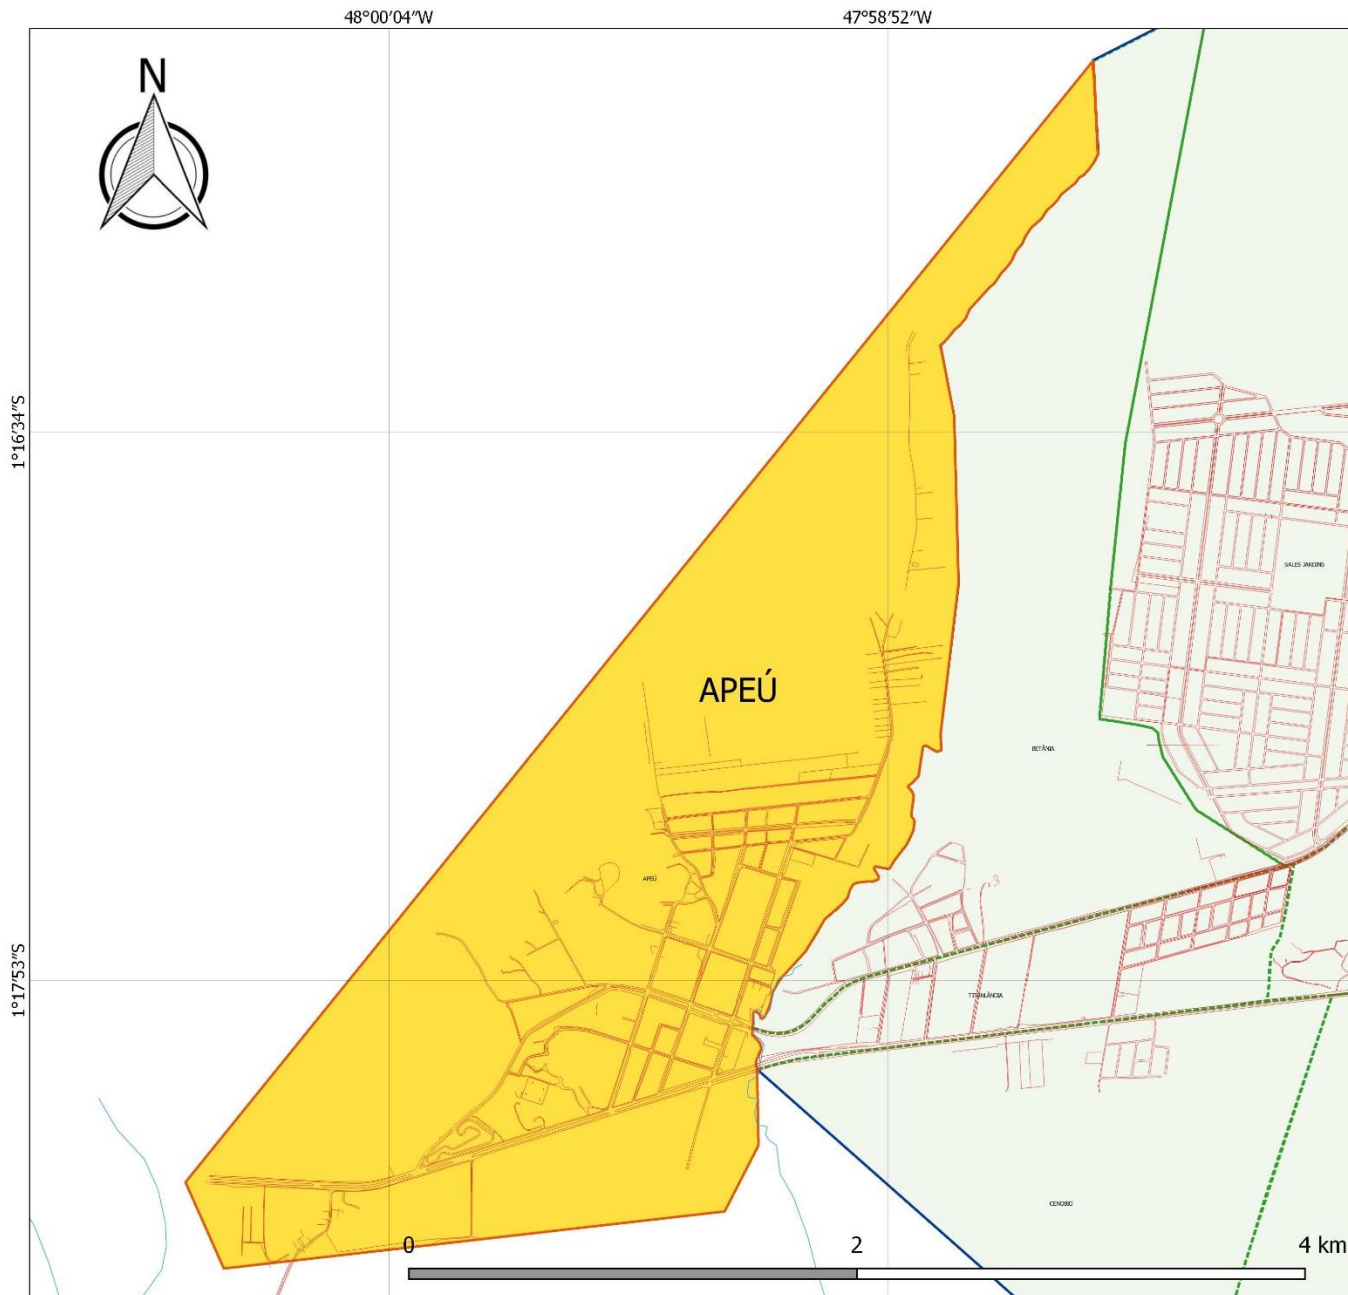 48°00′04″W 47°58′52″W
N
1°16′34″S
SALES JARDINS
APEÚ
BETÂNIA
APEÚ
1°17′53″S
TITANLÂNDIA
CENOBIO
0 2 4 km